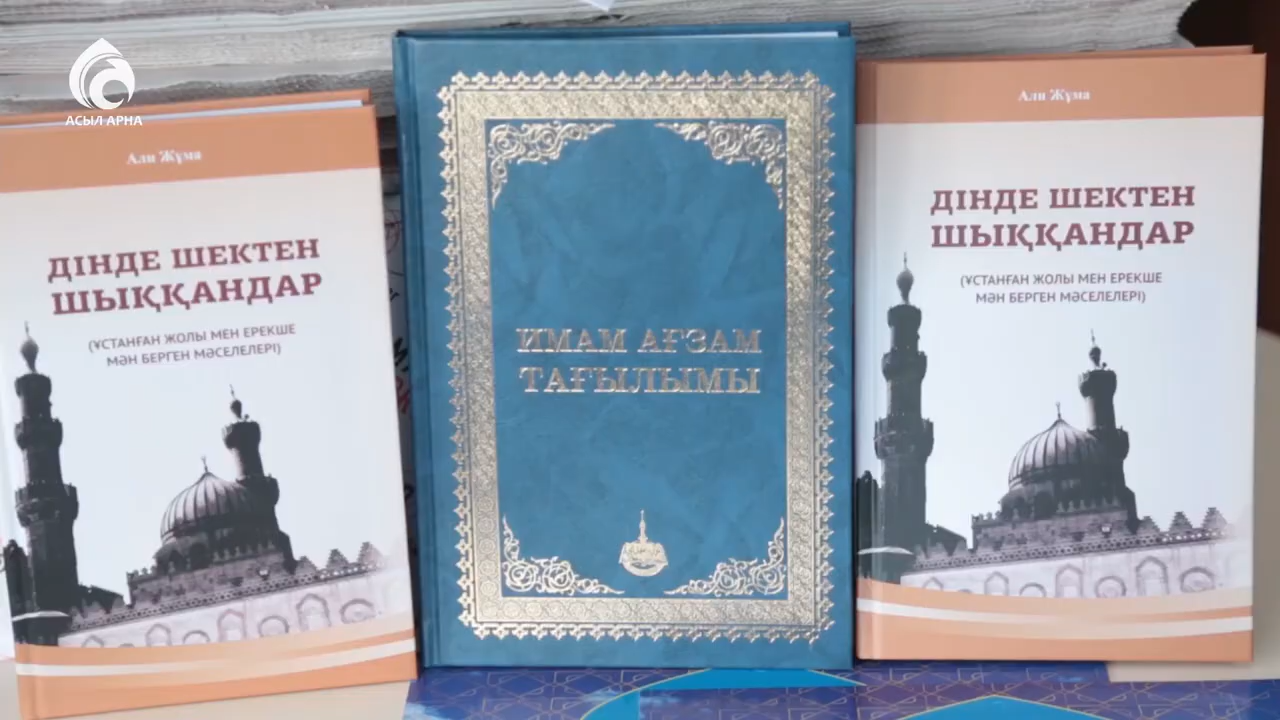 АСЫЛ АРНА
Али Жұма
ДІНДЕ ШЕКТЕН
ШЫҚҚАНДАР
(ҰСТАНҒАН ЖОЛЫ МЕН ЕРЕКШЕ
МӘН БЕРГЕН МӘСЕЛЕЛЕРІ)
ИМАМ АҒЗАМ
ТАҒЫЛЫМЫ
Али Жұма
ДІНДЕ ШЕКТЕН
ШЫҚҚАНДАР
(ҰСТАНҒАН ЖОЛЫ МЕН ЕРЕКШЕ
МӘН БЕРГЕН МӘСЕЛЕЛЕРІ)